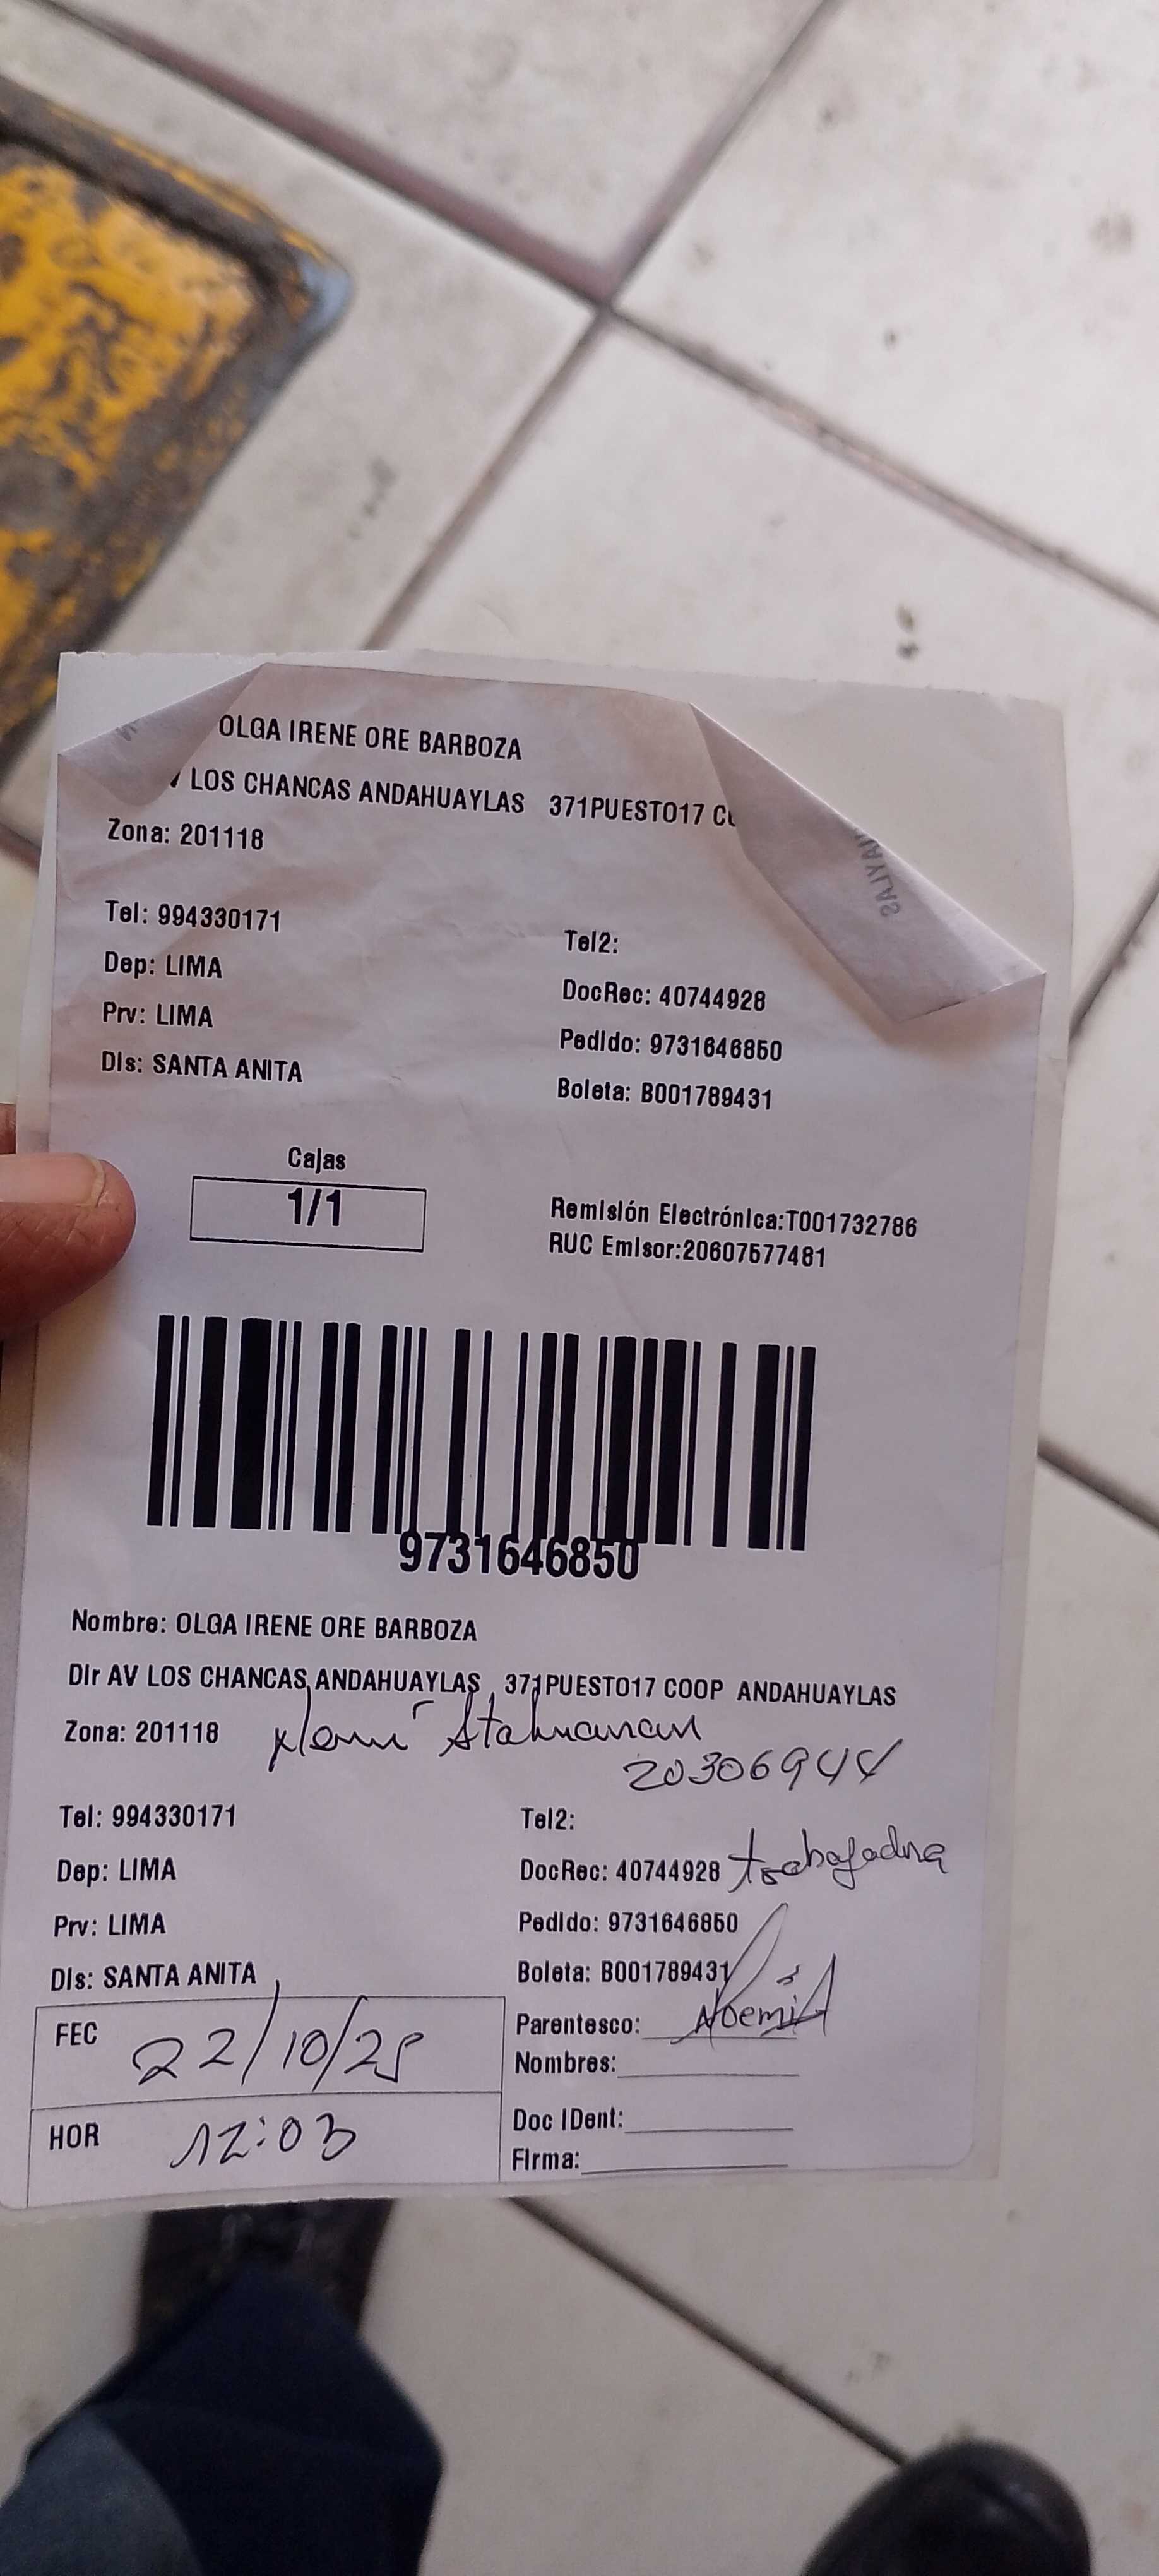 OLGA IRENE ORE BARBOZA
LOS CHANCAS ANDAHUAYLAS 371PUESTO17
Zona: 201118
Tel: 994330171
Tel2:
Dep: LIMA
DocRec: 40744928
Prv: LIMA
Pedido: 9731646850
Dis: SANTA ANITA
Boleta: B001789431
Cajas
1/1
Remisión Electrónica:T001732786
RUC Emisor:20607577481
9731646850
Nombre: OLGA IRENE ORE BARBOZA
Dir AV LOS CHANCAS ANDAHUAYLAS , 371PUESTO17 COOP ANDAHUAYLAS
Zona: 201118
20306944
Tel: 994330171
Tel2:
Dep: LIMA
DocRec: 40744928 trabajadora
Prv: LIMA
Pedido: 9731646850
Dis: SANTA ANITA
Boleta: B001789431
FEC 22/10/25
Parentesco: Noemi
Nombres:
HOR 12:03
Doc IDent:
Firma: